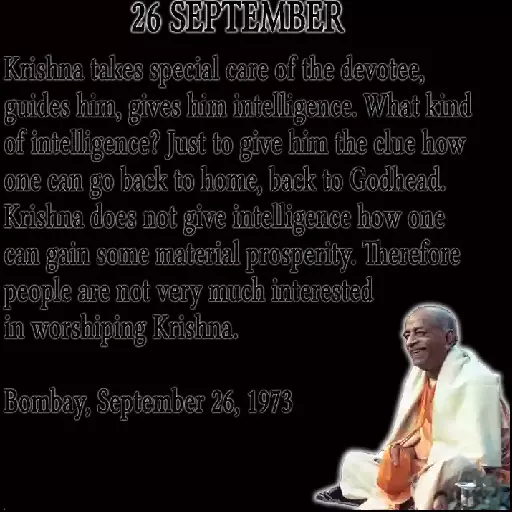 26 SEPTEMBER
Krishna takes special care of the devotee,
guides him, gives him intelligence. What kind
of intelligence? Just to give him the clue how
one can go back to home, back to Godhead.
Krishna does not give intelligence how one
can gain some material prosperity. Therefore
people are not very much interested
in worshiping Krishna.
Bombay, September 26, 1973